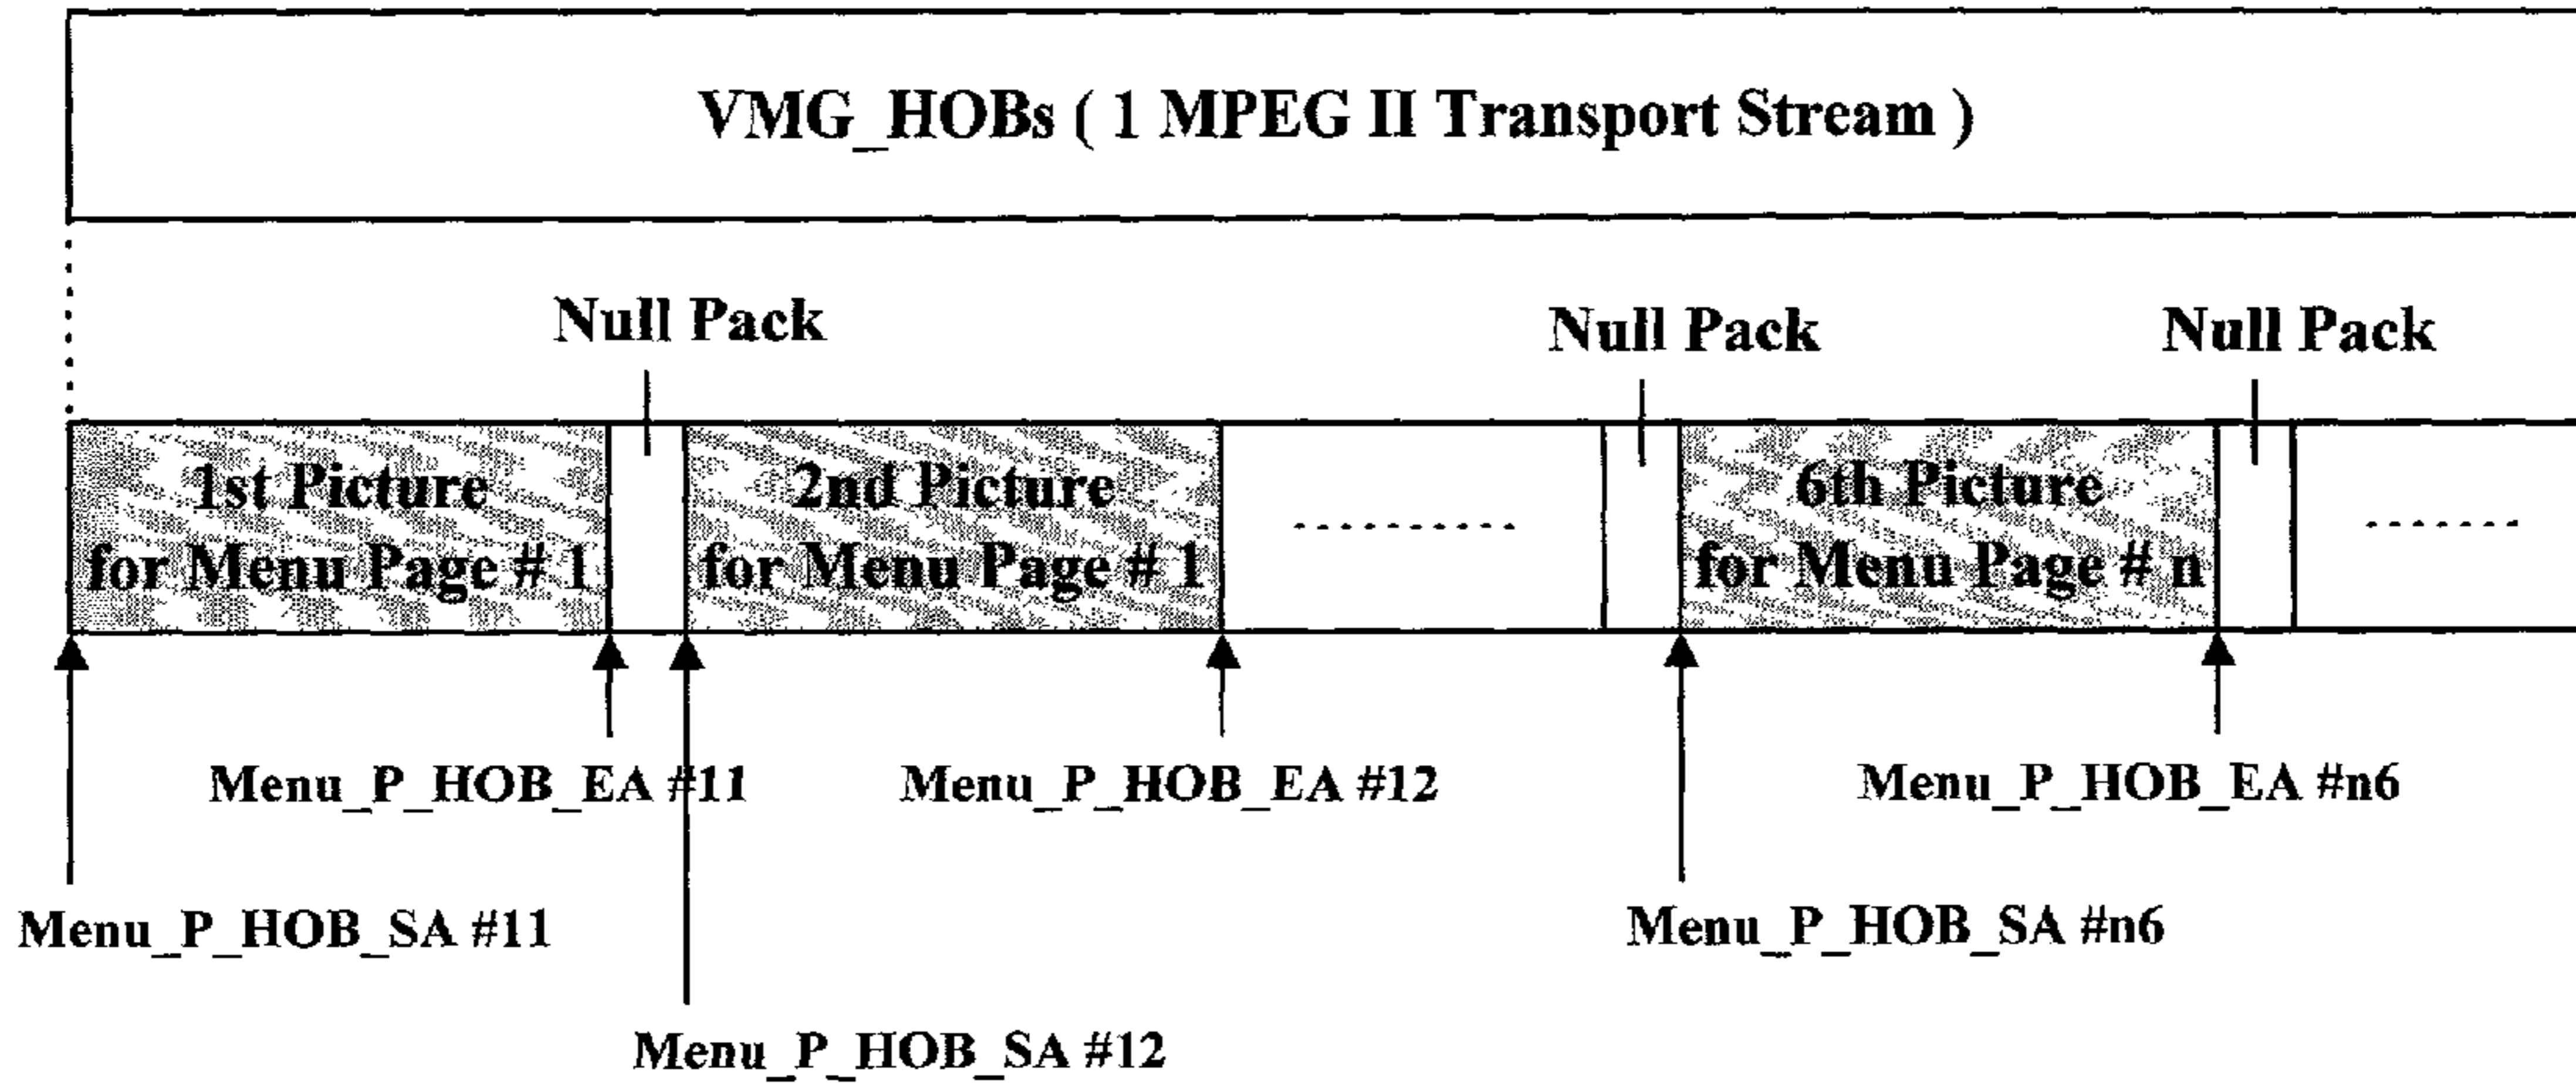 VMG_HOBs ( 1 MPEG II Transport Stream )
Null Pack
Null Pack
Null Pack
1st Picture
for Menu Page # 1
2nd Picture
for Menu Page # 1
6th Picture
for Menu Page # n
Menu_P_HOB_EA #11
Menu_P_HOB_EA #12
Menu_P_HOB_EA #n6
Menu_P_HOB_SA #11
Menu_P_HOB_SA #n6
Menu_P_HOB_SA #12